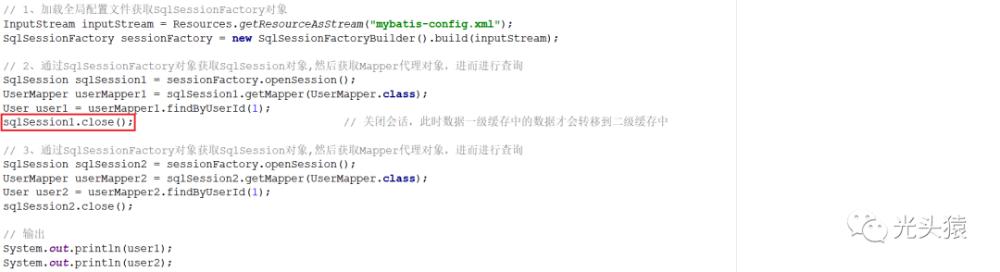 // 1、加载全局配置文件获取SqlSessionFactory对象
InputStream inputStream = Resources.getResourceAsStream("mybatis-config.xml");
SqlSessionFactory sessionFactory = new SqlSessionFactoryBuilder().build(inputStream);
// 2、通过SqlSessionFactory对象获取SqlSession对象,然后获取Mapper代理对象，进而进行查询
SqlSession sqlSession1 = sessionFactory.openSession();
UserMapper userMapper1 = sqlSession1.getMapper(UserMapper.class);
User user1 = userMapper1.findByUserId(1);
sqlSession1.close(); // 关闭会话，此时数据一级缓存中的数据才会转移到二级缓存中
// 3、通过SqlSessionFactory对象获取SqlSession对象,然后获取Mapper代理对象，进而进行查询
SqlSession sqlSession2 = sessionFactory.openSession();
UserMapper userMapper2 = sqlSession2.getMapper(UserMapper.class);
User user2 = userMapper2.findByUserId(1);
sqlSession2.close();
// 输出
System.out.println(user1);
System.out.println(user2);
光头猿